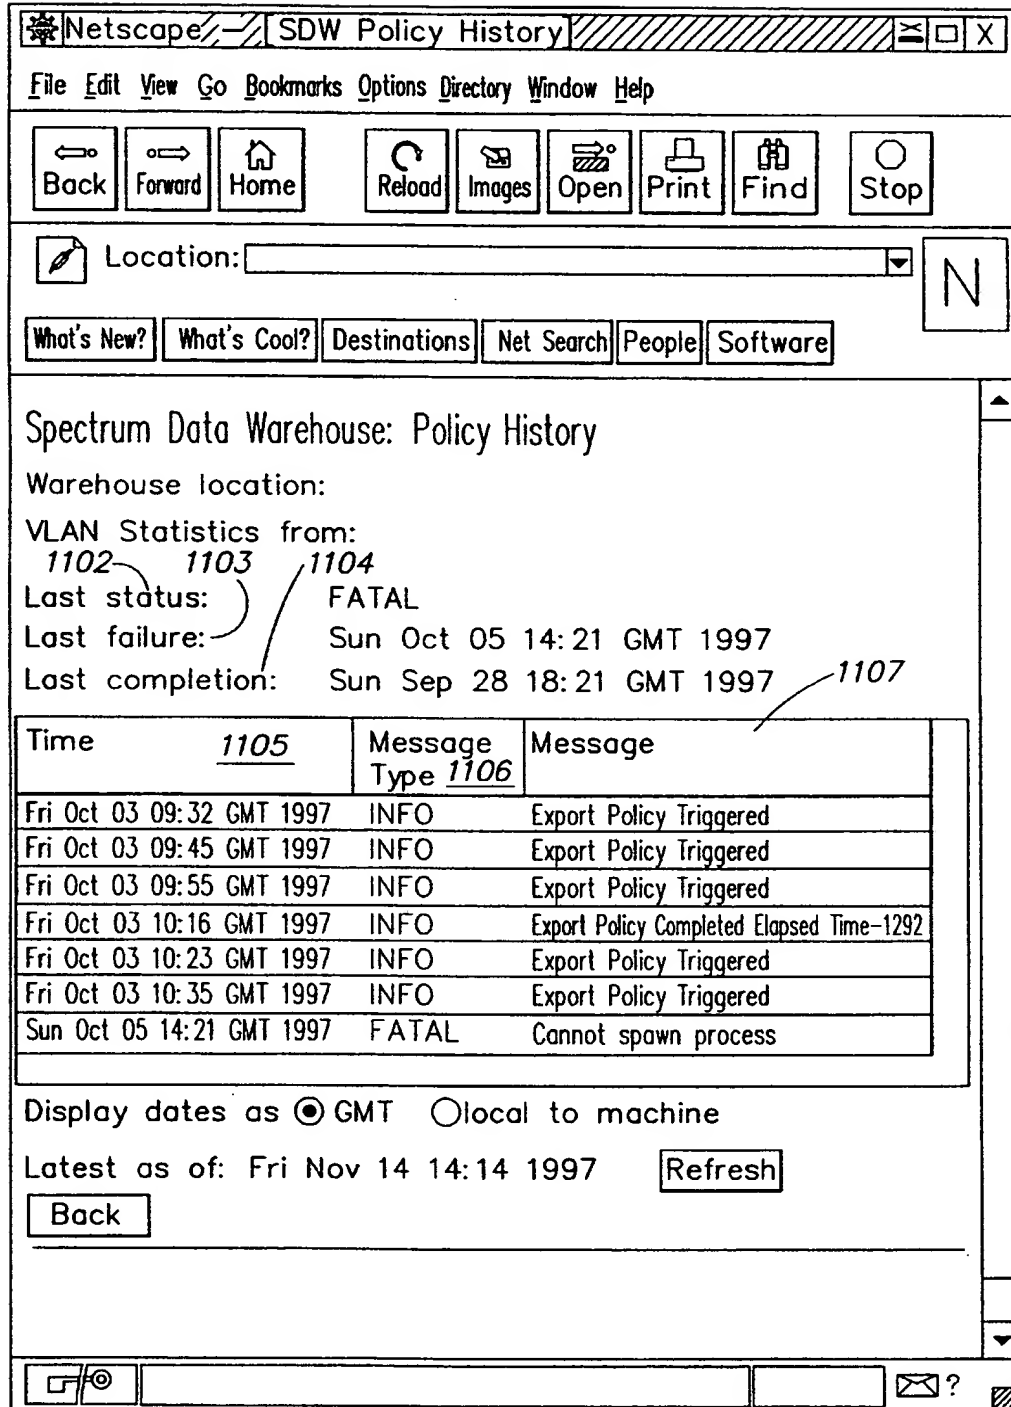 Netscape - [SDW Policy History] X
File Edit View Go Bookmarks Options Directory Window Help
Back Forward Home Reload Images Open Print Find Stop
Location:
N
What's New? What's Cool? Destinations Net Search People Software
Spectrum Data Warehouse: Policy History
Warehouse location:
VLAN Statistics from:
1102 1103 1104
Last status: FATAL
Last failure: Sun Oct 05 14:21 GMT 1997
Last completion: Sun Sep 28 18:21 GMT 1997
1107
Time 1105 Message Type 1106 Message
Fri Oct 03 09:32 GMT 1997 INFO Export Policy Triggered
Fri Oct 03 09:45 GMT 1997 INFO Export Policy Triggered
Fri Oct 03 09:55 GMT 1997 INFO Export Policy Triggered
Fri Oct 03 10:16 GMT 1997 INFO Export Policy Completed Elapsed Time-1292
Fri Oct 03 10:23 GMT 1997 INFO Export Policy Triggered
Fri Oct 03 10:35 GMT 1997 INFO Export Policy Triggered
Sun Oct 05 14:21 GMT 1997 FATAL Cannot spawn process
Display dates as GMT local to machine
Latest as of: Fri Nov 14 14:14 1997 Refresh
Back
?